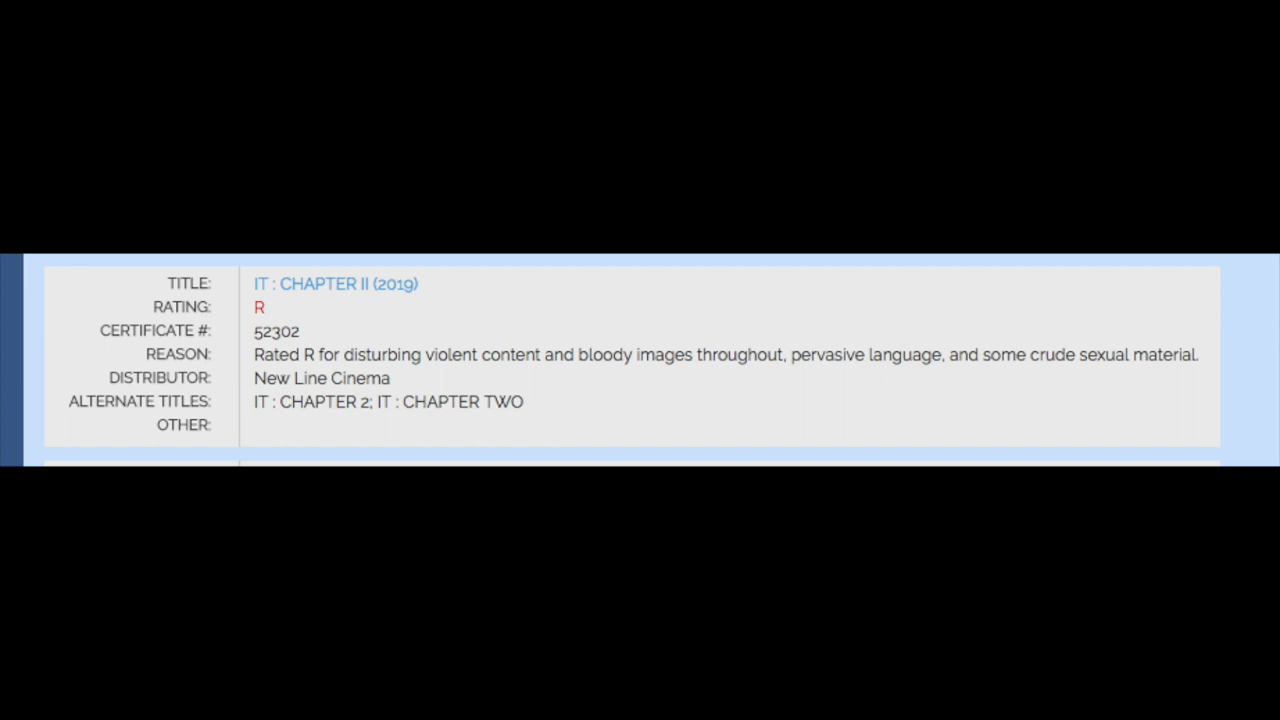 TITLE: IT : CHAPTER II (2019)
RATING: R
CERTIFICATE #: 52302
REASON: Rated R for disturbing violent content and bloody images throughout, pervasive language, and some crude sexual material.
DISTRIBUTOR: New Line Cinema
ALTERNATE TITLES: IT : CHAPTER 2; IT : CHAPTER TWO
OTHER: